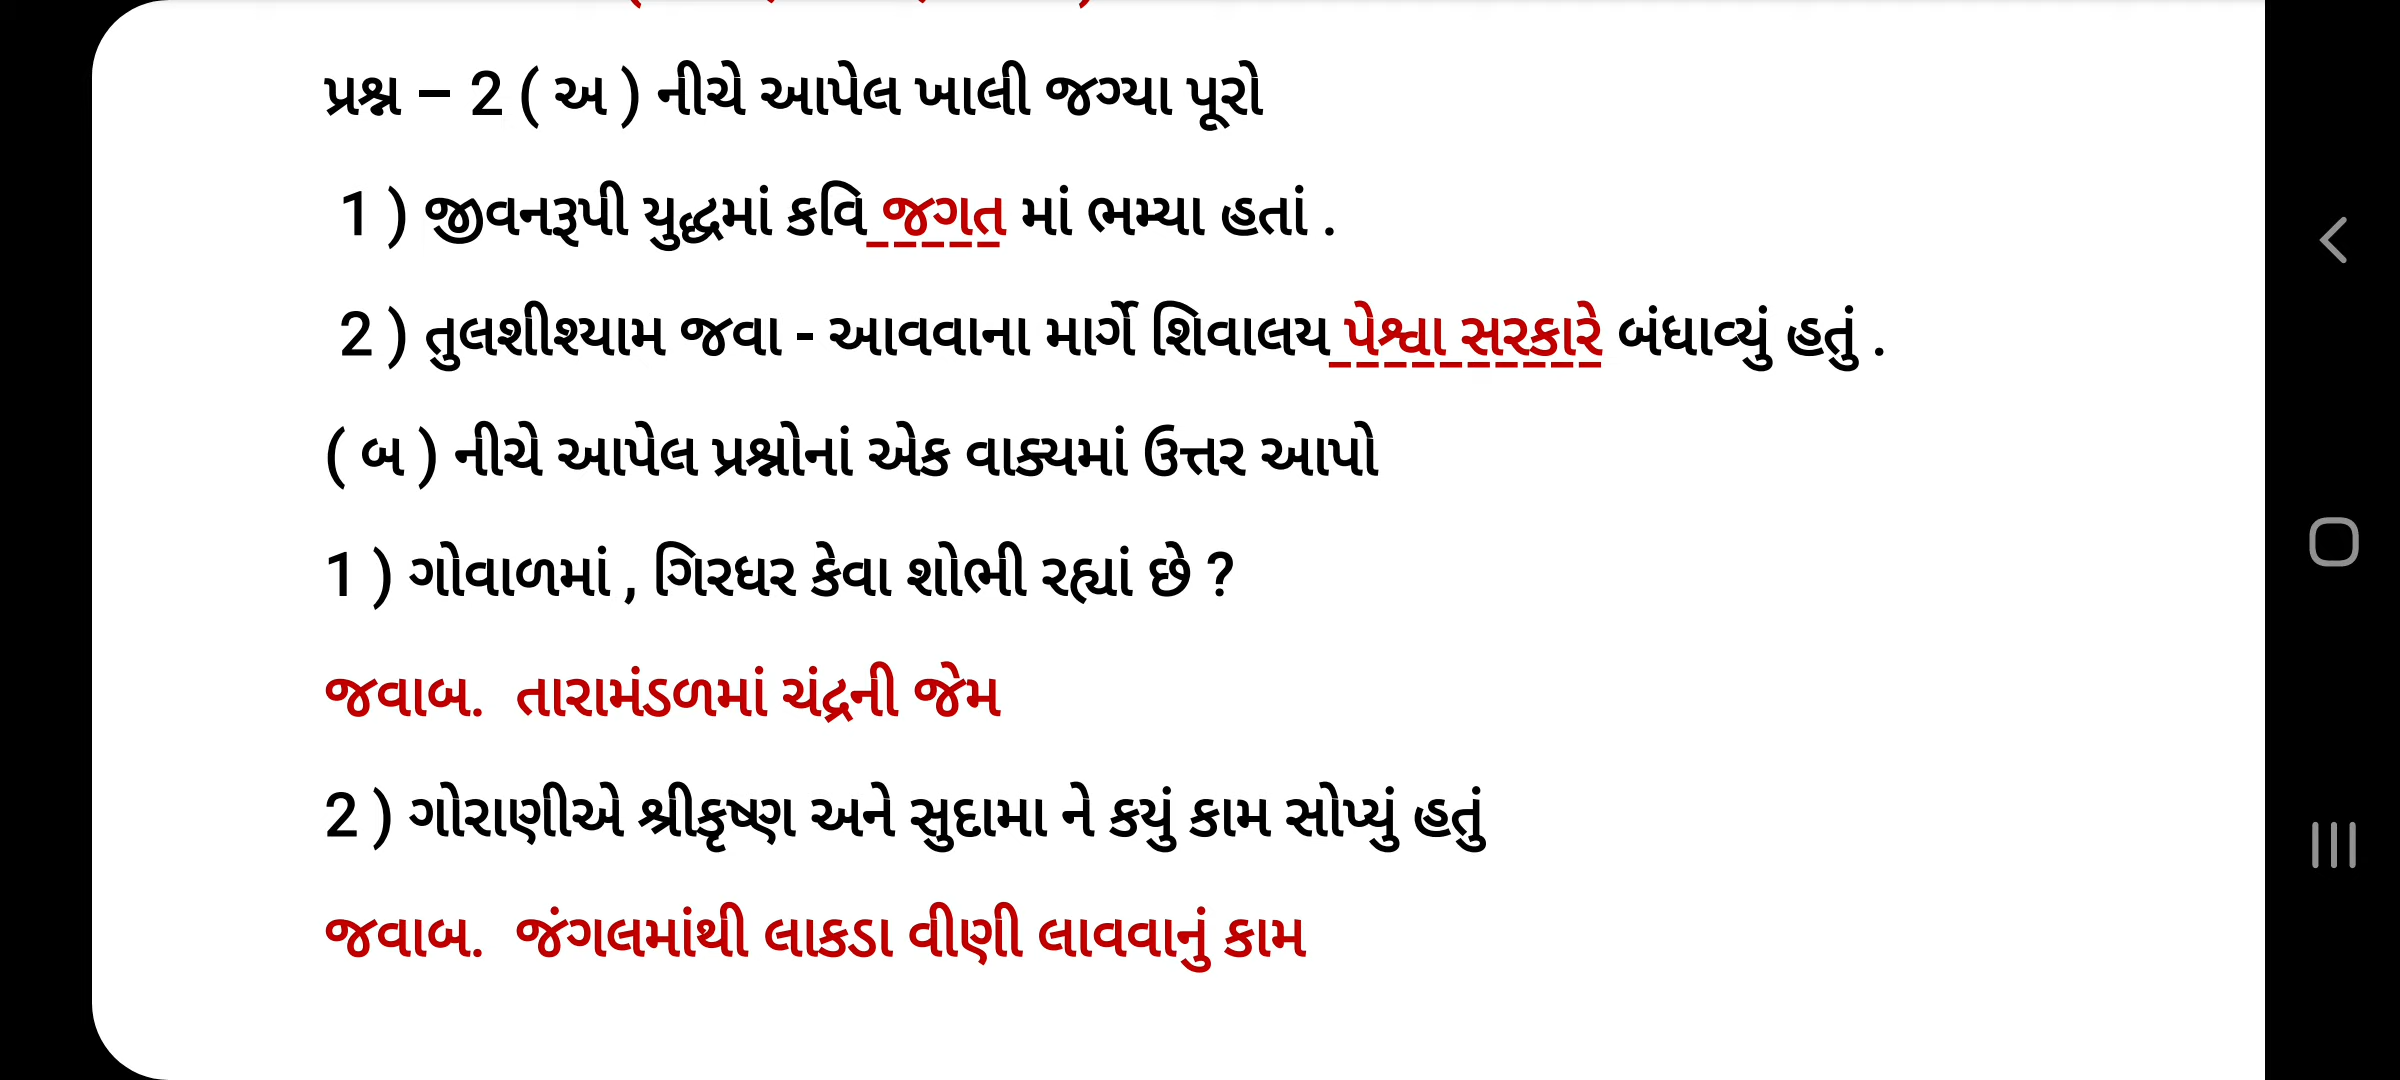 પ્રશ્ન – 2 ( અ ) નીચે આપેલ ખાલી જગ્યા પૂરો
1 ) જીવનરૂપી યુદ્ધમાં કવિ જગત માં ભમ્યા હતાં .
2 ) તુલશીશ્યામ જવા - આવવાના માર્ગે શિવાલય પેશ્વા સરકારે બંધાવ્યું હતું .
( બ ) નીચે આપેલ પ્રશ્નોનાં એક વાક્યમાં ઉત્તર આપો
1 ) ગોવાળમાં , ગિરધર કેવા શોભી રહ્યાં છે ?
જવાબ. તારામંડળમાં ચંદ્રની જેમ
2 ) ગોરાણીએ શ્રીકૃષ્ણ અને સુદામા ને કયું કામ સોપ્યું હતું
જવાબ. જંગલમાંથી લાકડા વીણી લાવવાનું કામ